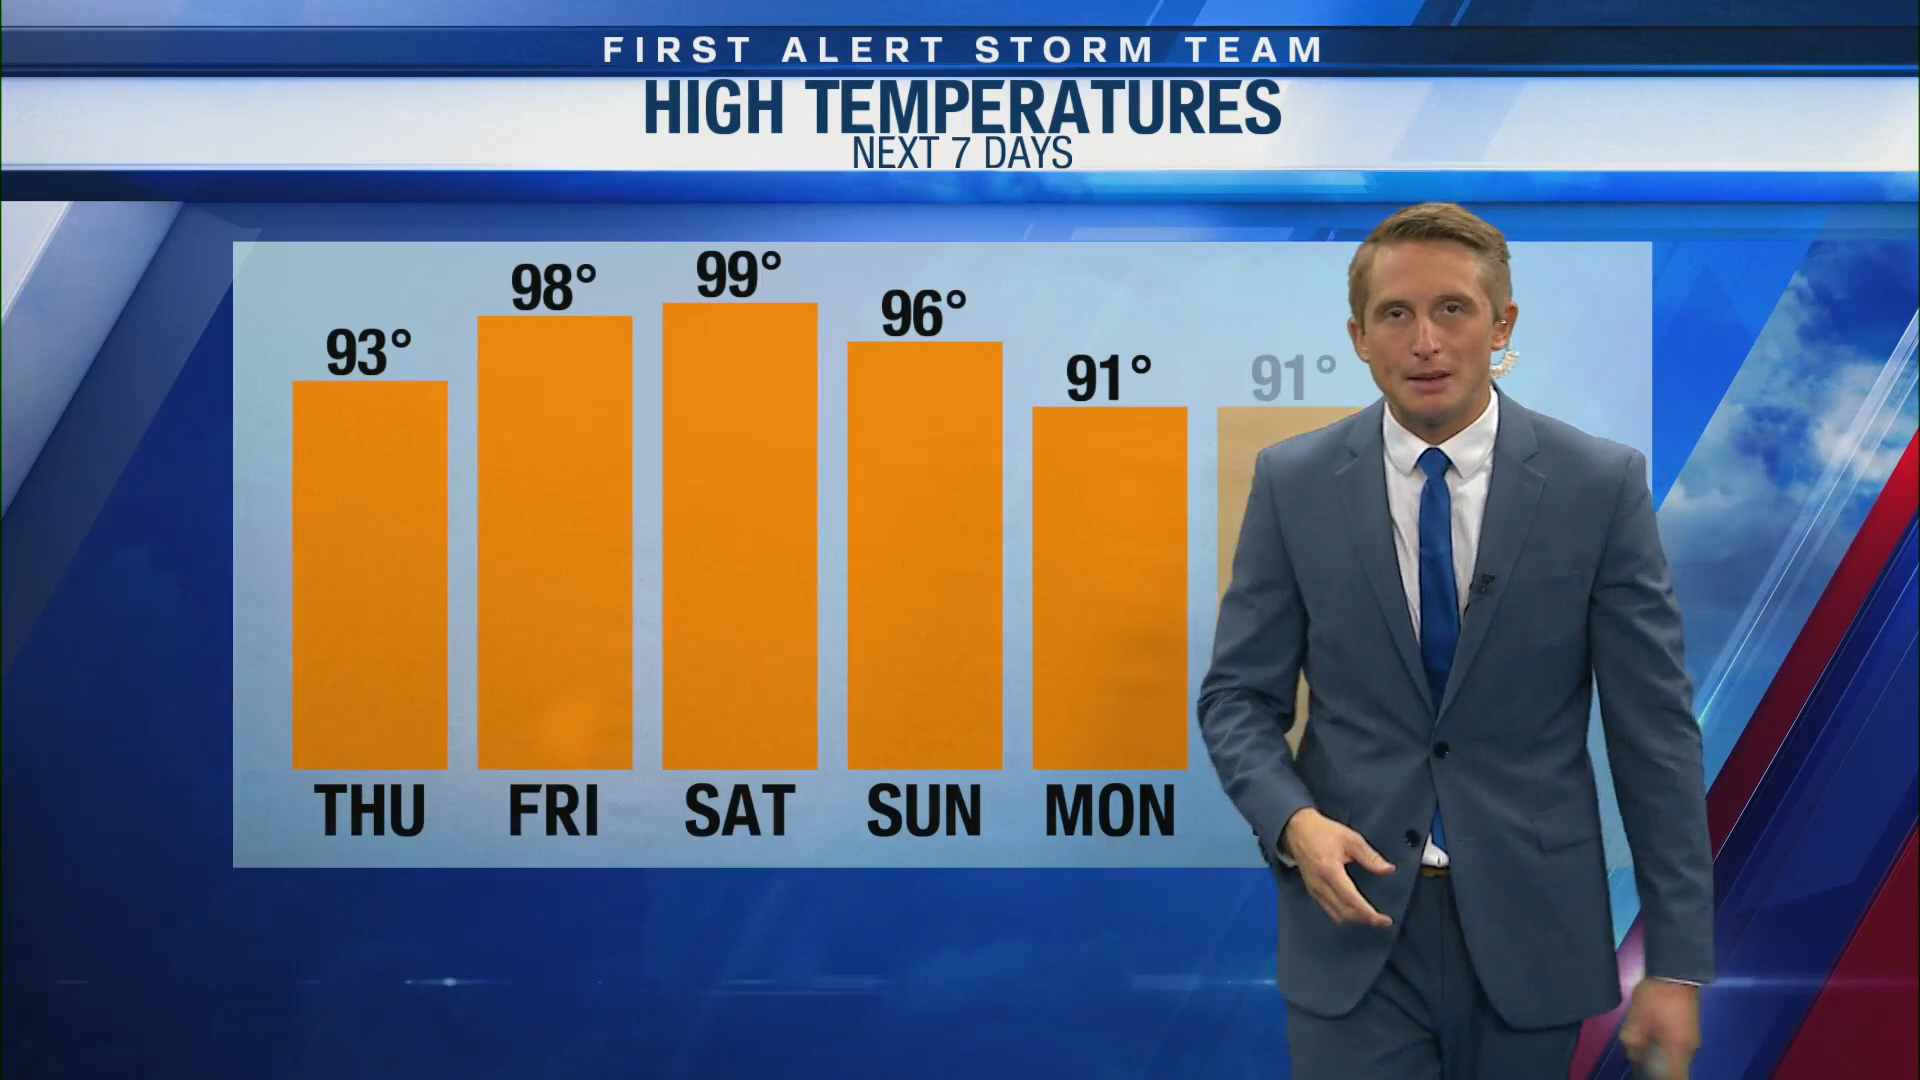 FIRST ALERT STORM TEAM
HIGH TEMPERATURES
NEXT 7 DAYS
93° 98° 99° 96° 91° 91°
THU FRI SAT SUN MON